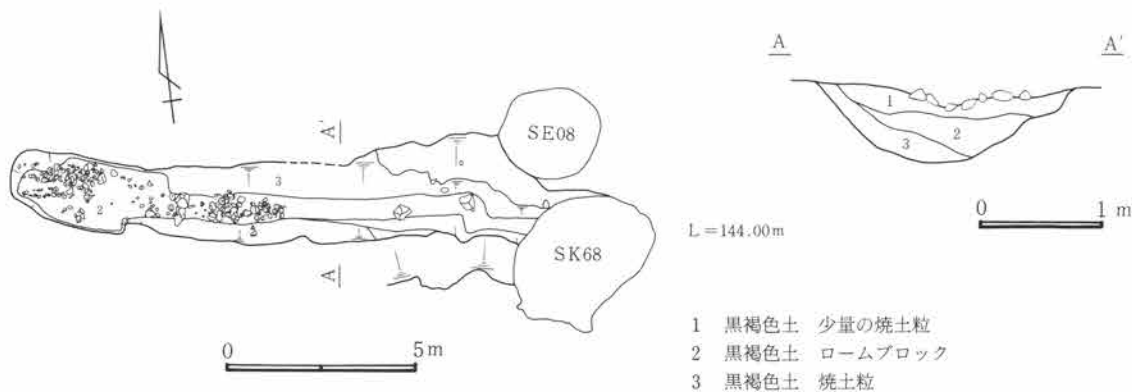 A'
A
SE08
SK68
3
2
2
0 5m
A A'
1
2
3
0 1m
L=144.00m
1 黒褐色土 少量の焼土粒
2 黒褐色土 ロームブロック
3 黒褐色土 焼土粒